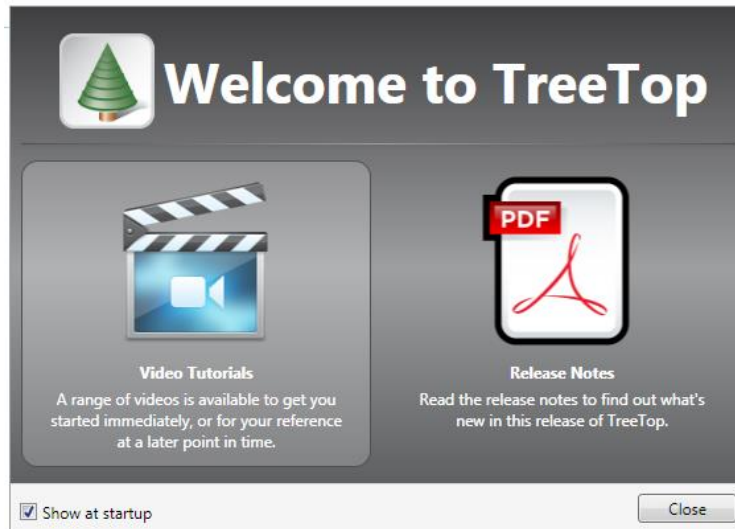 Welcome to TreeTop
PDF
Video Tutorials
A range of videos is available to get you
started immediately, or for your reference
at a later point in time.
Release Notes
Read the release notes to find out what's
new in this release of TreeTop.
Show at startup
Close